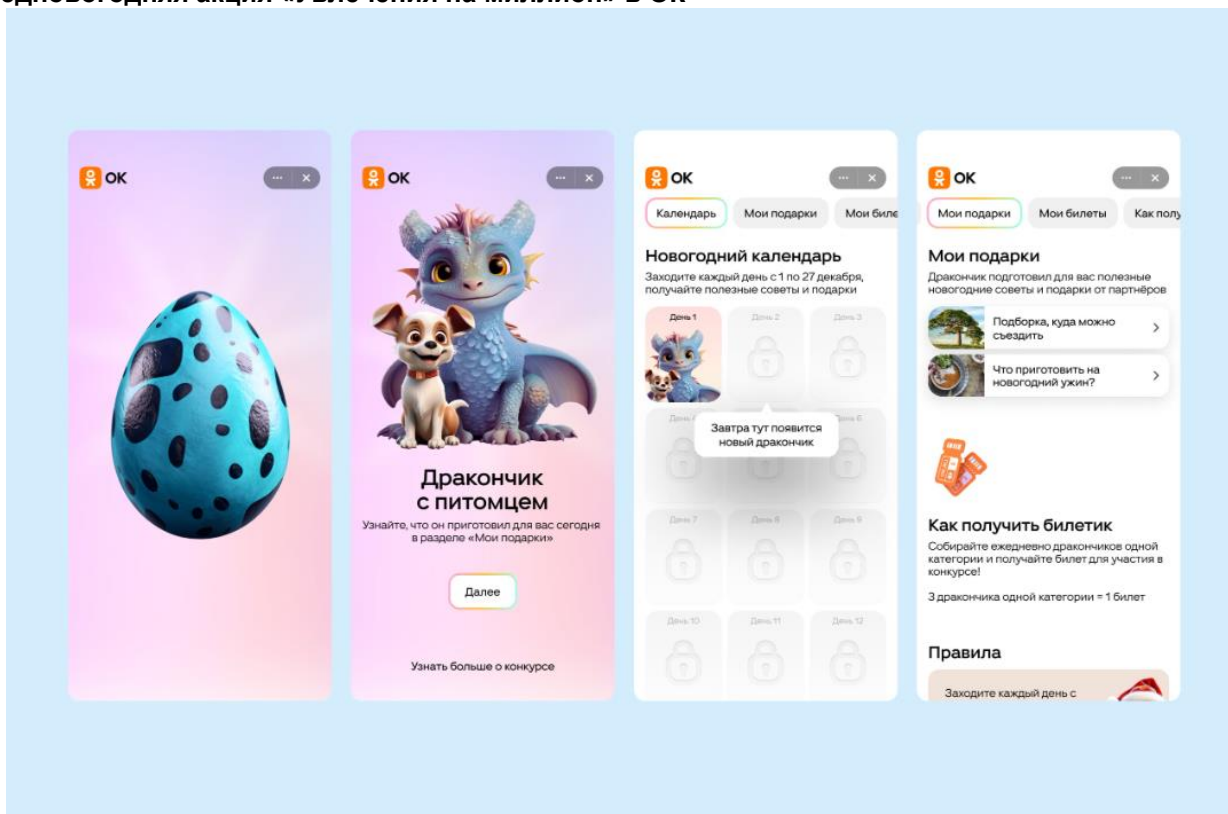 акция «Увлечения на миллион» в ОК
ОК
ОК
Дракончик
с питомцем
Узнайте, что он приготовил для вас сегодня
в разделе «Мои подарки»
Далее
Узнать больше о конкурсе
ОК
Календарь Мои подарки Мои биле
Новогодний календарь
Заходите каждый день с 1 по 27 декабря,
получайте полезные советы и подарки
День 1 День 2 День 3
День 6
Завтра тут появится
новый дракончик
День 7 День 8 День 9
День 10 День 11 День 12
ОК
Мои подарки Мои билеты Как полу
Мои подарки
Дракончик подготовил для вас полезные
новогодние советы и подарки от партнёров
Подборка, куда можно
съездить
Что приготовить на
новогодний ужин?
Как получить билетик
Собирайте ежедневно дракончиков одной
категории и получайте билет для участия в
конкурсе!
3 дракончика одной категории = 1 билет
Правила
Заходите каждый день с